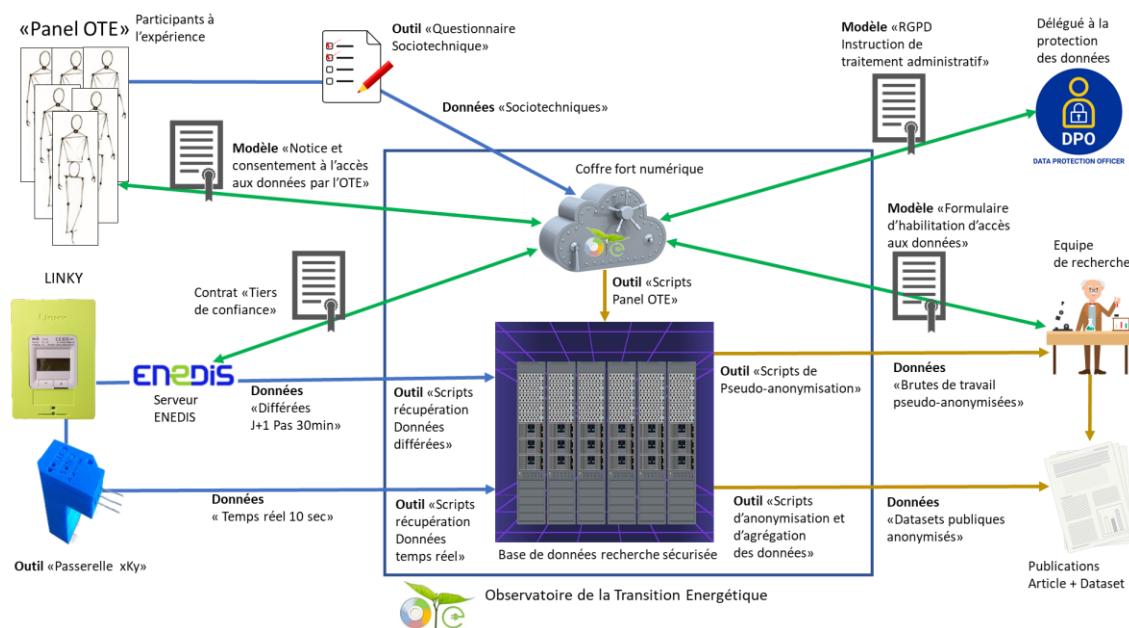 «Panel OTE»
Participants à
l'expérience
Outil «Questionnaire
Sociotechnique»
Données «Sociotechniques»
Modèle «RGPD
Instruction de
traitement administratif»
Délégué à la
protection
des données
DPO
DATA PROTECTION OFFICER
Modèle «Notice et
consentement à l'accès
aux données par l'OTE»
Coffre fort numérique
Modèle «Formulaire
d'habilitation d'accès
aux données»
Equipe
de recherche
LINKY
Contrat «Tiers
de confiance»
Outil «Scripts
Panel OTE»
Linky
ENEDIS
Serveur
ENEDIS
Données
«Différées
J+1 Pas 30min»
Outil «Scripts
récupération
Données
différées»
Outil «Scripts de
Pseudo-anonymisation»
Données
«Brutes de travail
pseudo-anonymisées»
Données
« Temps réel 10 sec»
Outil «Scripts
récupération
Données
temps réel»
Outil «Scripts
d'anonymisation et
d'agrégation
des données»
Données
«Datasets publiques
anonymisés»
Base de données recherche sécurisée
Outil «Passerelle xKy»
Publications
Article + Dataset
OTe
Observatoire de la Transition Energétique